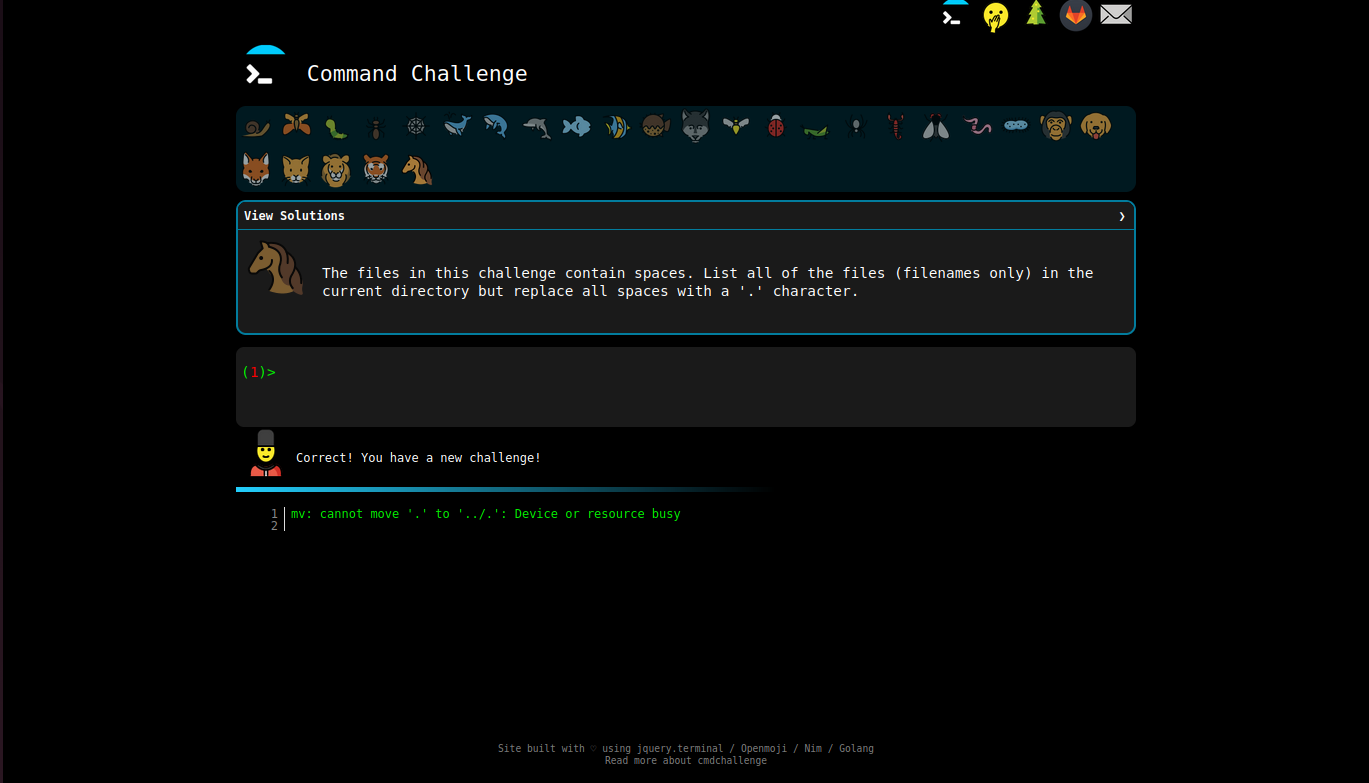 Command Challenge
View Solutions ❯
The files in this challenge contain spaces. List all of the files (filenames only) in the
current directory but replace all spaces with a '.' character.
(1)>
Correct! You have a new challenge!
1 mv: cannot move '.' to '../.': Device or resource busy
2
Site built with ♡ using jquery.terminal / Openmoji / Nim / Golang
Read more about cmdchallenge